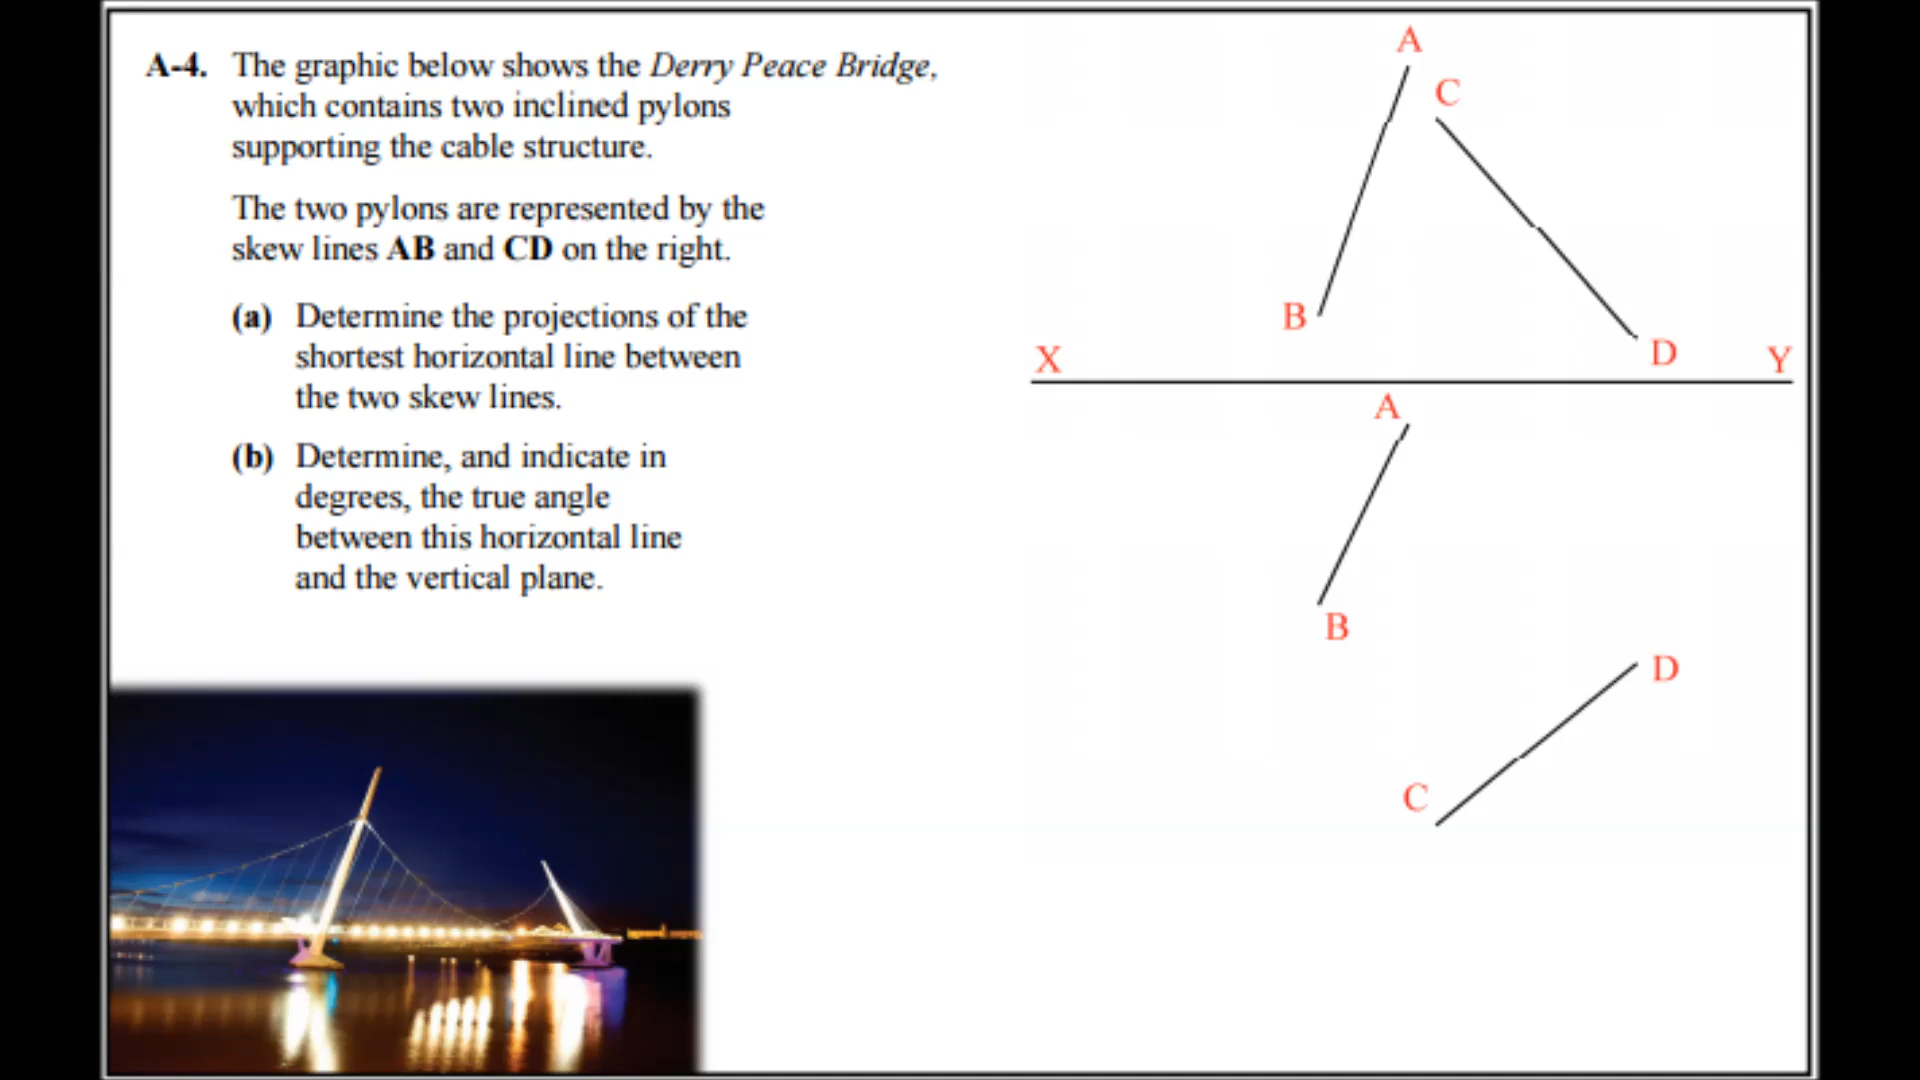 A-4. The graphic below shows the Derry Peace Bridge,
which contains two inclined pylons
supporting the cable structure.
The two pylons are represented by the
skew lines AB and CD on the right.
(a) Determine the projections of the
shortest horizontal line between
the two skew lines.
(b) Determine, and indicate in
degrees, the true angle
between this horizontal line
and the vertical plane.
A
C
B
D
X
Y
A
B
D
C